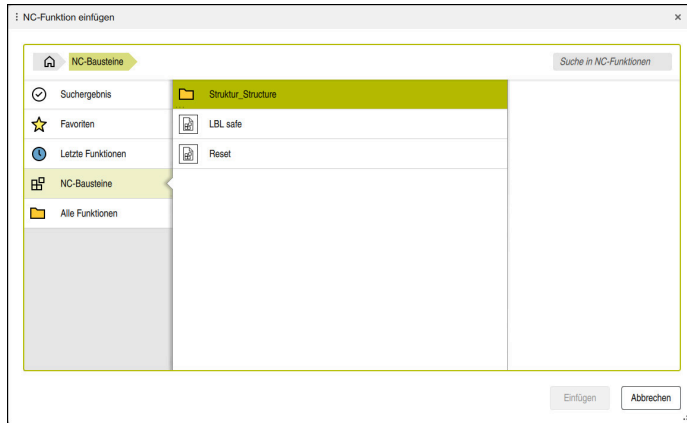 NC-Funktion einfügen
NC-Bausteine
Suche in NC-Funktionen
Suchergebnis
Favoriten
Letzte Funktionen
NC-Bausteine
Alle Funktionen
Struktur_Structure
...
LBL safe
Reset
Einfügen
Abbrechen